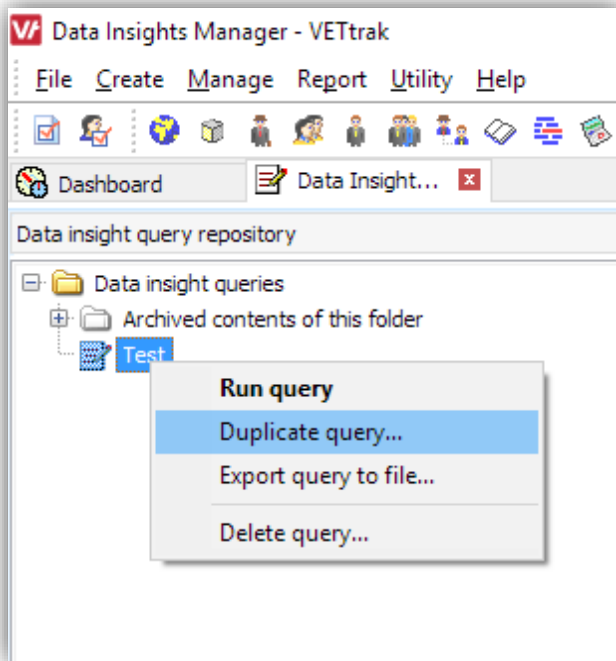 Data Insights Manager - VETtrak
File Create Manage Report Utility Help
Dashboard
Data Insight...
Data insight query repository
Data insight queries
Archived contents of this folder
Test
Run query
Duplicate query...
Export query to file...
Delete query...